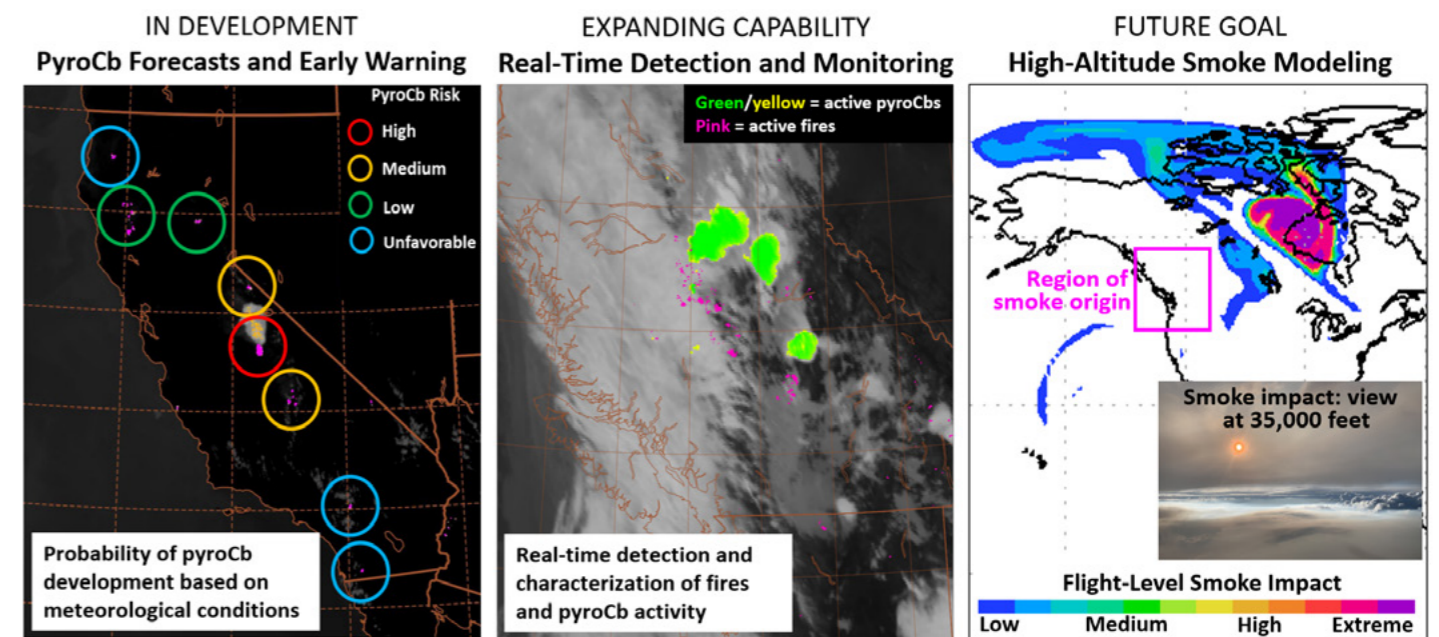 IN DEVELOPMENT
PyroCb Forecasts and Early Warning
PyroCb Risk
High
Medium
Low
Unfavorable
Probability of pyroCb
development based on
meteorological conditions
EXPANDING CAPABILITY
Real-Time Detection and Monitoring
Green/yellow = active pyroCbs
Pink = active fires
Real-time detection and
characterization of fires
and pyroCb activity
FUTURE GOAL
High-Altitude Smoke Modeling
Region of
smoke origin
Smoke impact: view
at 35,000 feet
Flight-Level Smoke Impact
Low Medium High Extreme